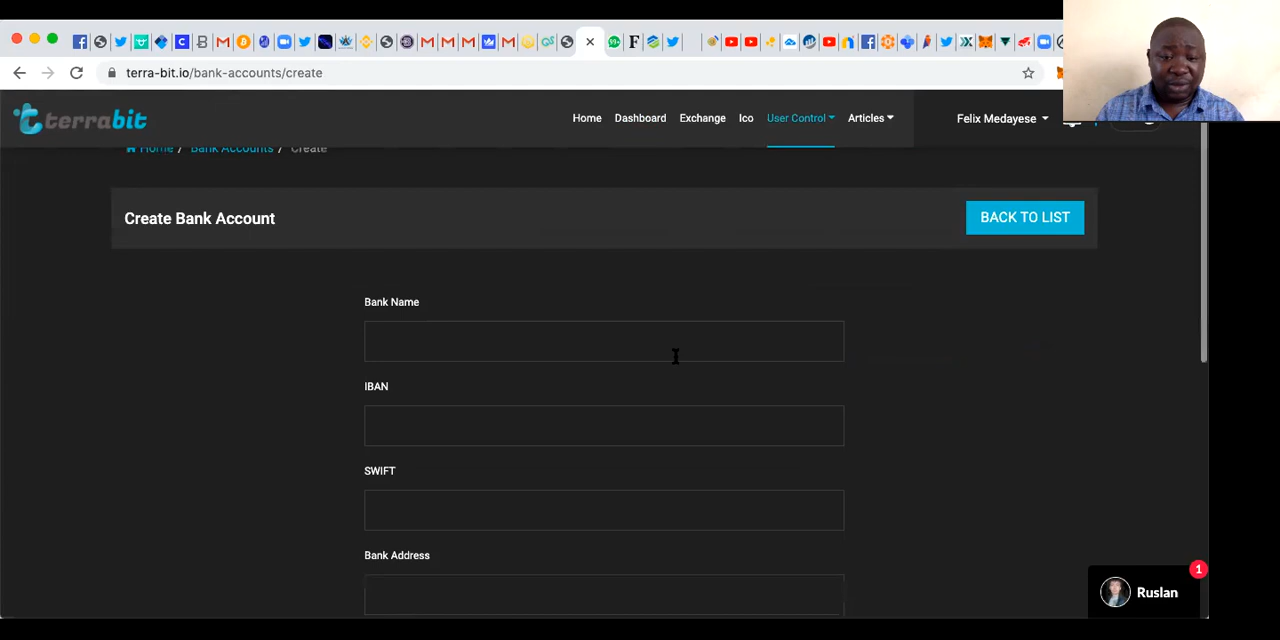 terra-bit.io/bank-accounts/create
terrabit
Home
Dashboard
Exchange
Ico
User Control
Articles
Felix Medayese
Home / Bank Accounts / Create
Create Bank Account
BACK TO LIST
Bank Name
IBAN
SWIFT
Bank Address
1
Ruslan